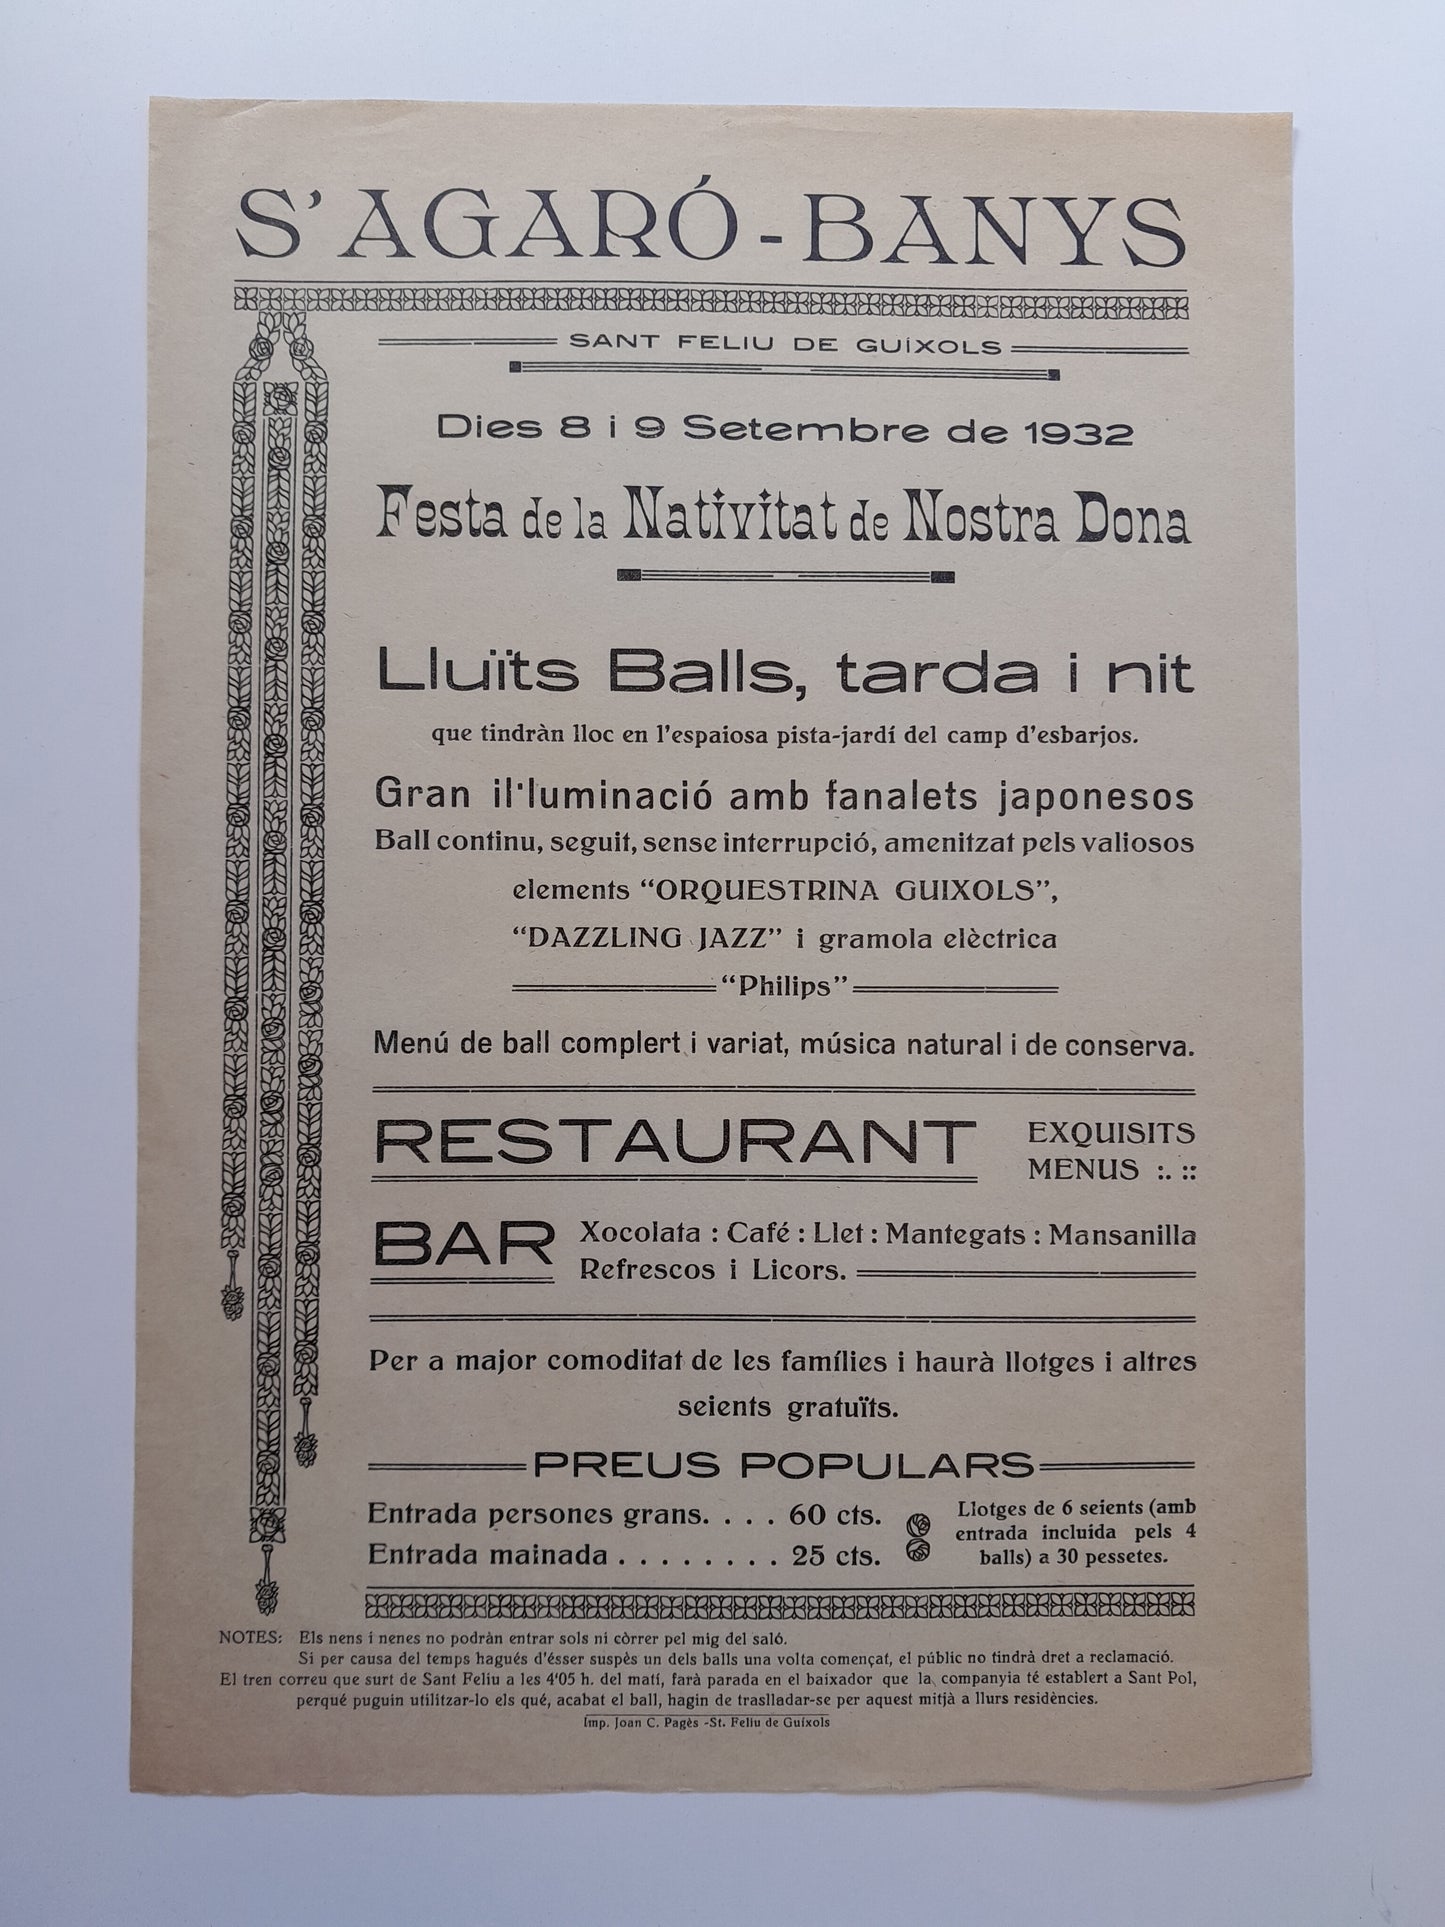 S'AGARÓ - BANYS
SANT FELIU DE GUÍXOLS
Dies 8 i 9 Setembre de 1932
Festa de la Nativitat de Nostra Dona
Lluïts Balls, tarda i nit
que tindràn lloc en l'espaiosa pista-jardí del camp d'esbarjos.
Gran il·luminació amb fanalets japonesos
Ball continu, seguit, sense interrupció, amenitzat pels valiosos
elements “ORQUESTRINA GUIXOLS”,
“DAZZLING JAZZ” i gramola elèctrica
“Philips”
Menú de ball complert i variat, música natural i de conserva.
RESTAURANT EXQUISITS
MENUS :. ::
BAR Xocolata : Café : Llet : Mantegats : Mansanilla
Refrescos i Licors.
Per a major comoditat de les famílies i haurà llotges i altres
seients gratuïts.
PREUS POPULARS
Entrada persones grans. . . . 60 cts.
Entrada mainada . . . . . . . . 25 cts.
Llotges de 6 seients (amb
entrada incluida pels 4
balls) a 30 pessetes.
NOTES: Els nens i nenes no podràn entrar sols ni còrrer pel mig del saló.
Si per causa del temps hagués d'ésser suspès un dels balls una volta començat, el públic no tindrà dret a reclamació.
El tren correu que surt de Sant Feliu a les 4'05 h. del matí, farà parada en el baixador que la companyia té establert a Sant Pol,
perqué puguin utilitzar-lo els qué, acabat el ball, hagin de traslladar-se per aquest mitjà a llurs residències.
Imp. Joan C. Pagès -St. Feliu de Guíxols